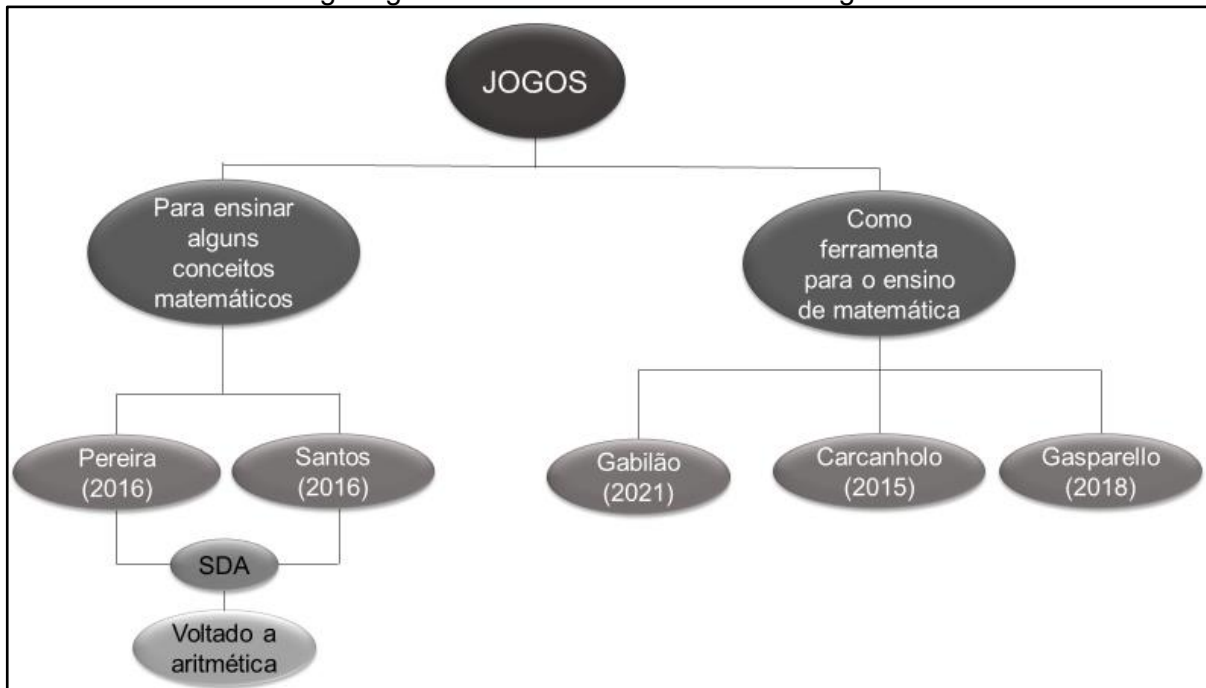 JOGOS
Para ensinar
alguns
conceitos
matemáticos
Como
ferramenta
para o ensino
de matemática
Pereira
(2016)
Santos
(2016)
Gabilão
(2021)
Carcanholo
(2015)
Gasparello
(2018)
SDA
Voltado a
aritmética